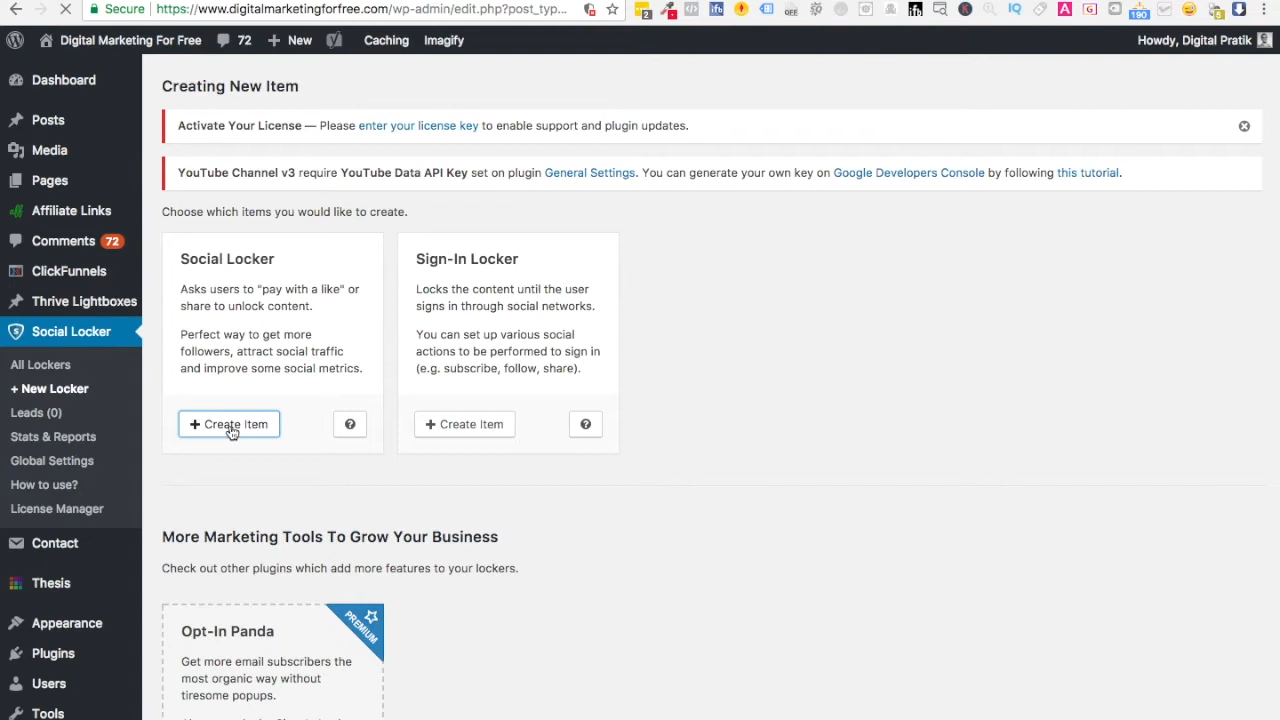 Secure https://www.digitalmarketingforfree.com/wp-admin/edit.php?post_typ...
Digital Marketing For Free 72 + New Caching Imagify Howdy, Digital Pratik
Dashboard
Posts
Media
Pages
Affiliate Links
Comments 72
ClickFunnels
Thrive Lightboxes
Social Locker
All Lockers
+ New Locker
Leads (0)
Stats & Reports
Global Settings
How to use?
License Manager
Contact
Thesis
Appearance
Plugins
Users
Tools
Creating New Item
Activate Your License — Please enter your license key to enable support and plugin updates.
YouTube Channel v3 require YouTube Data API Key set on plugin General Settings. You can generate your own key on Google Developers Console by following this tutorial.
Choose which items you would like to create.
Social Locker
Asks users to "pay with a like" or
share to unlock content.
Perfect way to get more
followers, attract social traffic
and improve some social metrics.
+ Create Item ?
Sign-In Locker
Locks the content until the user
signs in through social networks.
You can set up various social
actions to be performed to sign in
(e.g. subscribe, follow, share).
+ Create Item ?
More Marketing Tools To Grow Your Business
Check out other plugins which add more features to your lockers.
PREMIUM
Opt-In Panda
Get more email subscribers the
most organic way without
tiresome popups.